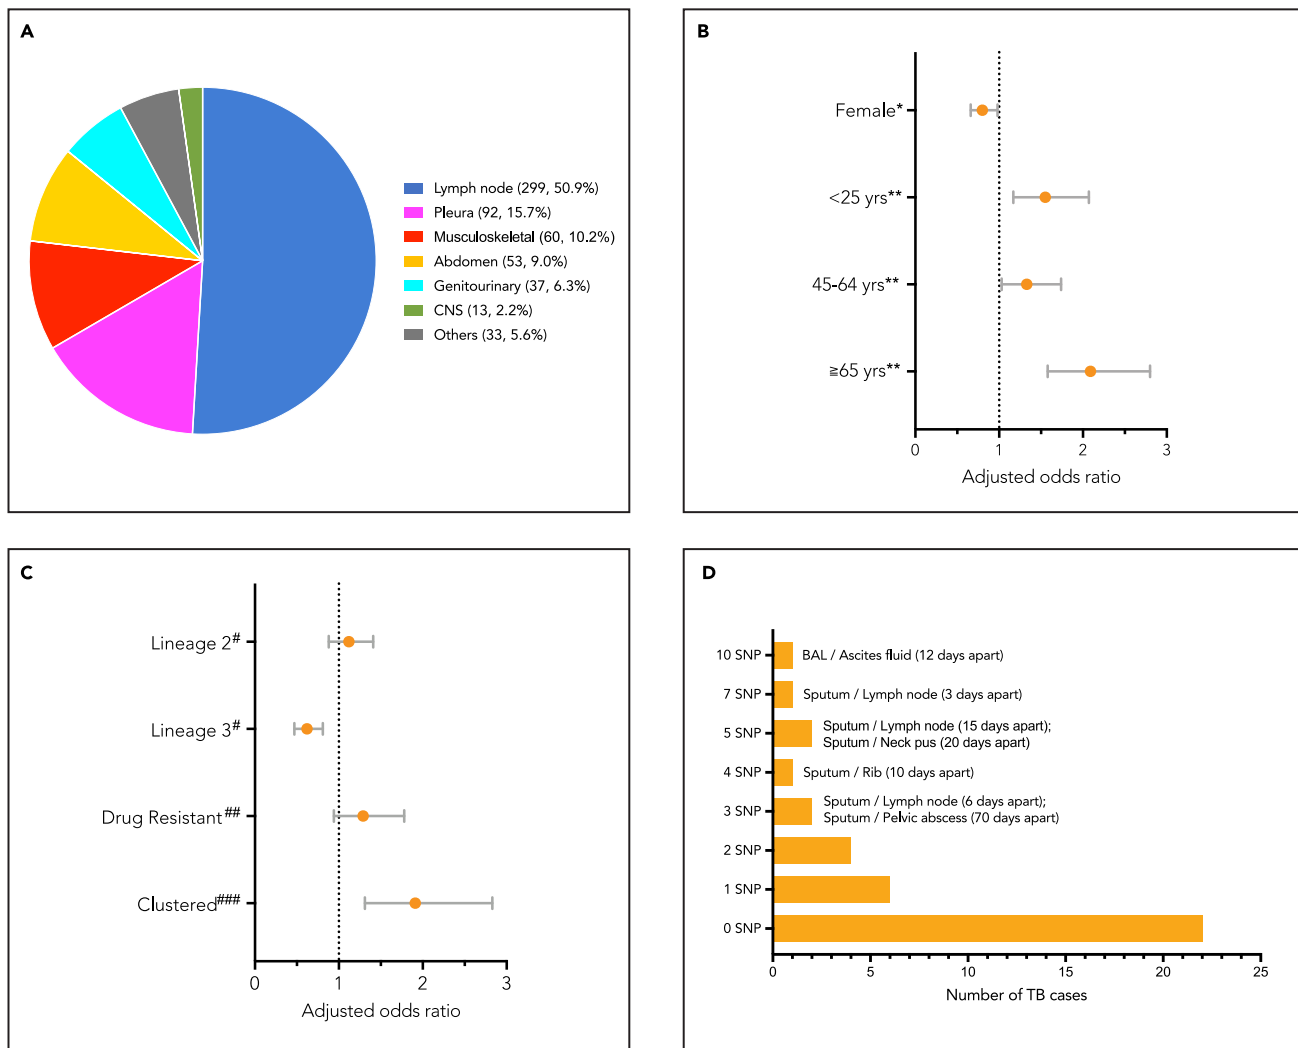 A
Lymph node (299, 50.9%)
Pleura (92, 15.7%)
Musculoskeletal (60, 10.2%)
Abdomen (53, 9.0%)
Genitourinary (37, 6.3%)
CNS (13, 2.2%)
Others (33, 5.6%)
B
Female*
<25 yrs**
45-64 yrs**
≧65 yrs**
0 1 2 3
Adjusted odds ratio
C
Lineage 2#
Lineage 3#
Drug Resistant##
Clustered###
0 1 2 3
Adjusted odds ratio
D
10 SNP BAL / Ascites fluid (12 days apart)
7 SNP Sputum / Lymph node (3 days apart)
5 SNP Sputum / Lymph node (15 days apart);
Sputum / Neck pus (20 days apart)
4 SNP Sputum / Rib (10 days apart)
3 SNP Sputum / Lymph node (6 days apart);
Sputum / Pelvic abscess (70 days apart)
2 SNP
1 SNP
0 SNP
0 5 10 15 20 25
Number of TB cases